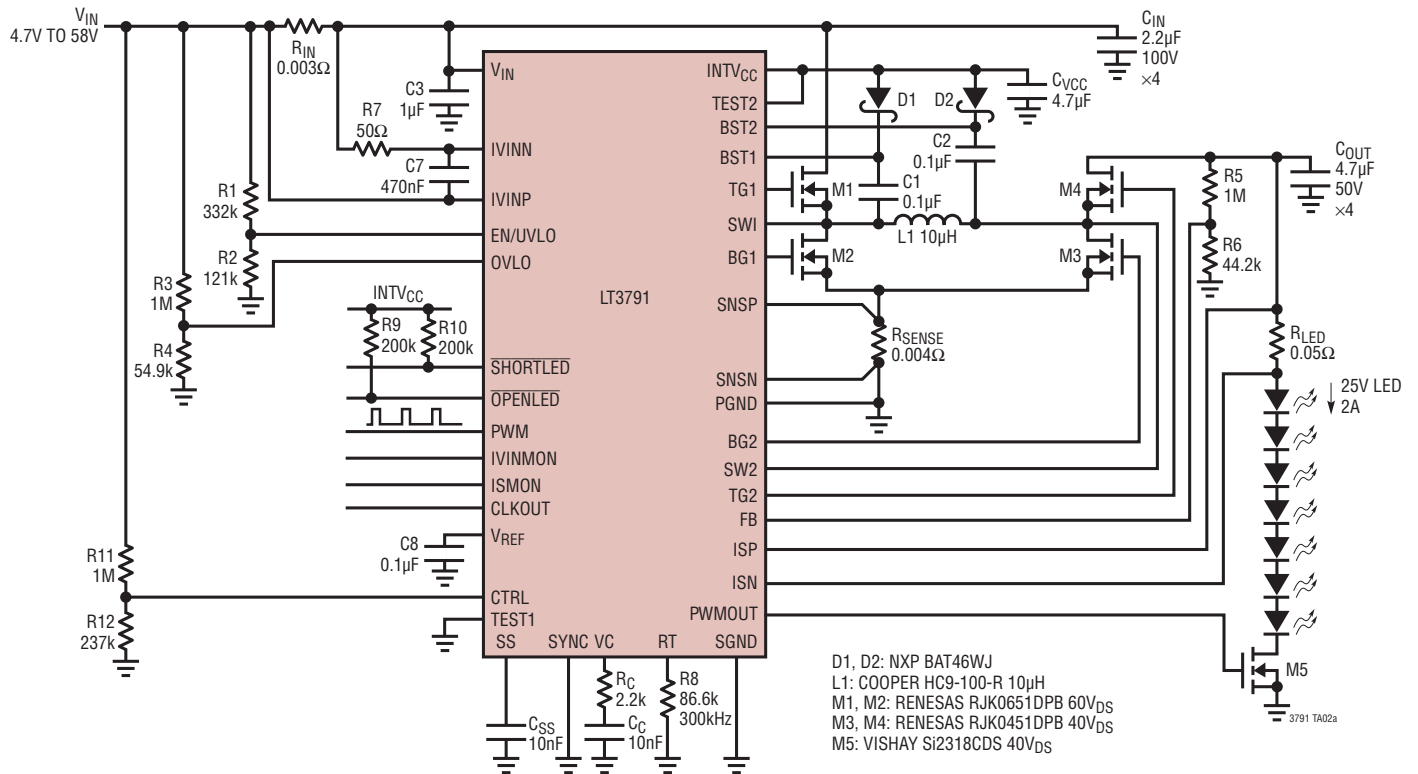 VIN
4.7V TO 58V
RIN
0.003Ω
CIN
2.2µF
100V
×4
VIN
C3
1µF
R7
50Ω
IVINN
C7
470nF
IVINP
R1
332k
EN/UVLO
R2
121k
OVLO
R3
1M
R4
54.9k
INTVCC
R9
200k
R10
200k
SHORTLED
OPENLED
PWM
IVINMON
ISMON
CLKOUT
VREF
C8
0.1µF
R11
1M
CTRL
TEST1
R12
237k
LT3791
SS
SYNC
VC
RT
SGND
CSS
10nF
RC
2.2k
CC
10nF
R8
86.6k
300kHz
INTVCC
TEST2
BST2
BST1
TG1
SWI
BG1
SNSP
SNSN
PGND
BG2
SW2
TG2
FB
ISP
ISN
PWMOUT
D1
D2
CVCC
4.7µF
C2
0.1µF
C1
0.1µF
M1
M4
L1 10µH
M2
M3
RSENSE
0.004Ω
COUT
4.7µF
50V
×4
R5
1M
R6
44.2k
RLED
0.05Ω
25V LED
2A
M5
D1, D2: NXP BAT46WJ
L1: COOPER HC9-100-R 10µH
M1, M2: RENESAS RJK0651DPB 60VDS
M3, M4: RENESAS RJK0451DPB 40VDS
M5: VISHAY Si2318CDS 40VDS
3791 TA02a